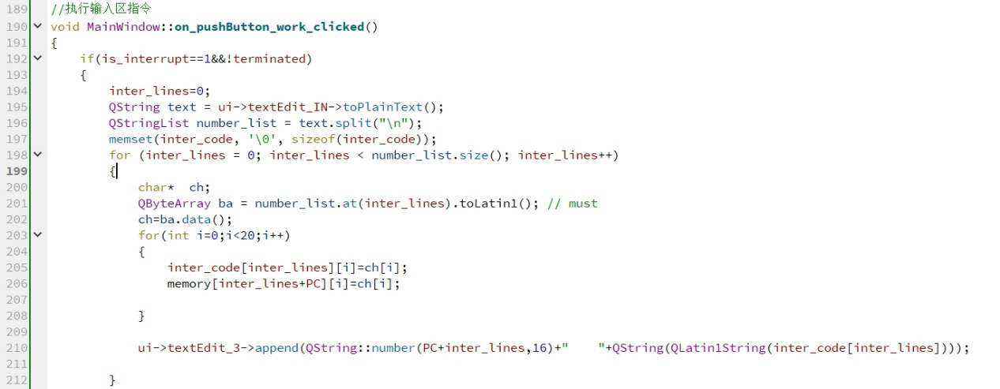 189 //执行输入区指令
190 void MainWindow::on_pushButton_work_clicked()
191 {
192     if(is_interrupt==1&&!terminated)
193     {
194         inter_lines=0;
195         QString text = ui->textEdit_IN->toPlainText();
196         QStringList number_list = text.split("\n");
197         memset(inter_code, '\0', sizeof(inter_code));
198         for (inter_lines = 0; inter_lines < number_list.size(); inter_lines++)
199         {
200             char*  ch;
201             QByteArray ba = number_list.at(inter_lines).toLatin1(); // must
202             ch=ba.data();
203             for(int i=0;i<20;i++)
204             {
205                 inter_code[inter_lines][i]=ch[i];
206                 memory[inter_lines+PC][i]=ch[i];
207
208             }
209
210             ui->textEdit_3->append(QString::number(PC+inter_lines,16)+"    "+QString(QLatin1String(inter_code[inter_lines])));
211
212         }